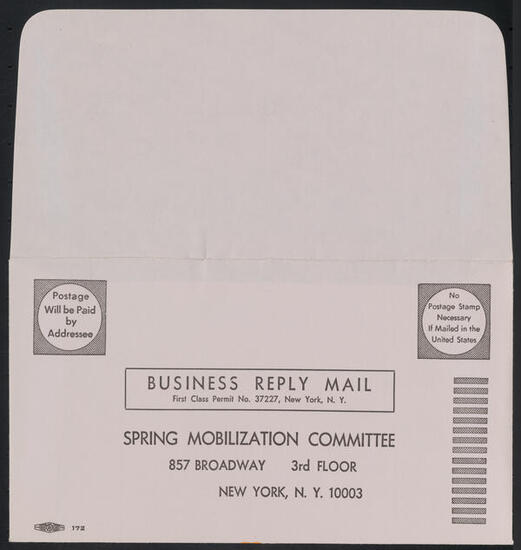 Postage
Will be Paid
by
Addressee
No
Postage Stamp
Necessary
If Mailed in the
United States
BUSINESS REPLY MAIL
First Class Permit No. 37227, New York, N. Y.
SPRING MOBILIZATION COMMITTEE
857 BROADWAY 3rd FLOOR
NEW YORK, N. Y. 10003
172